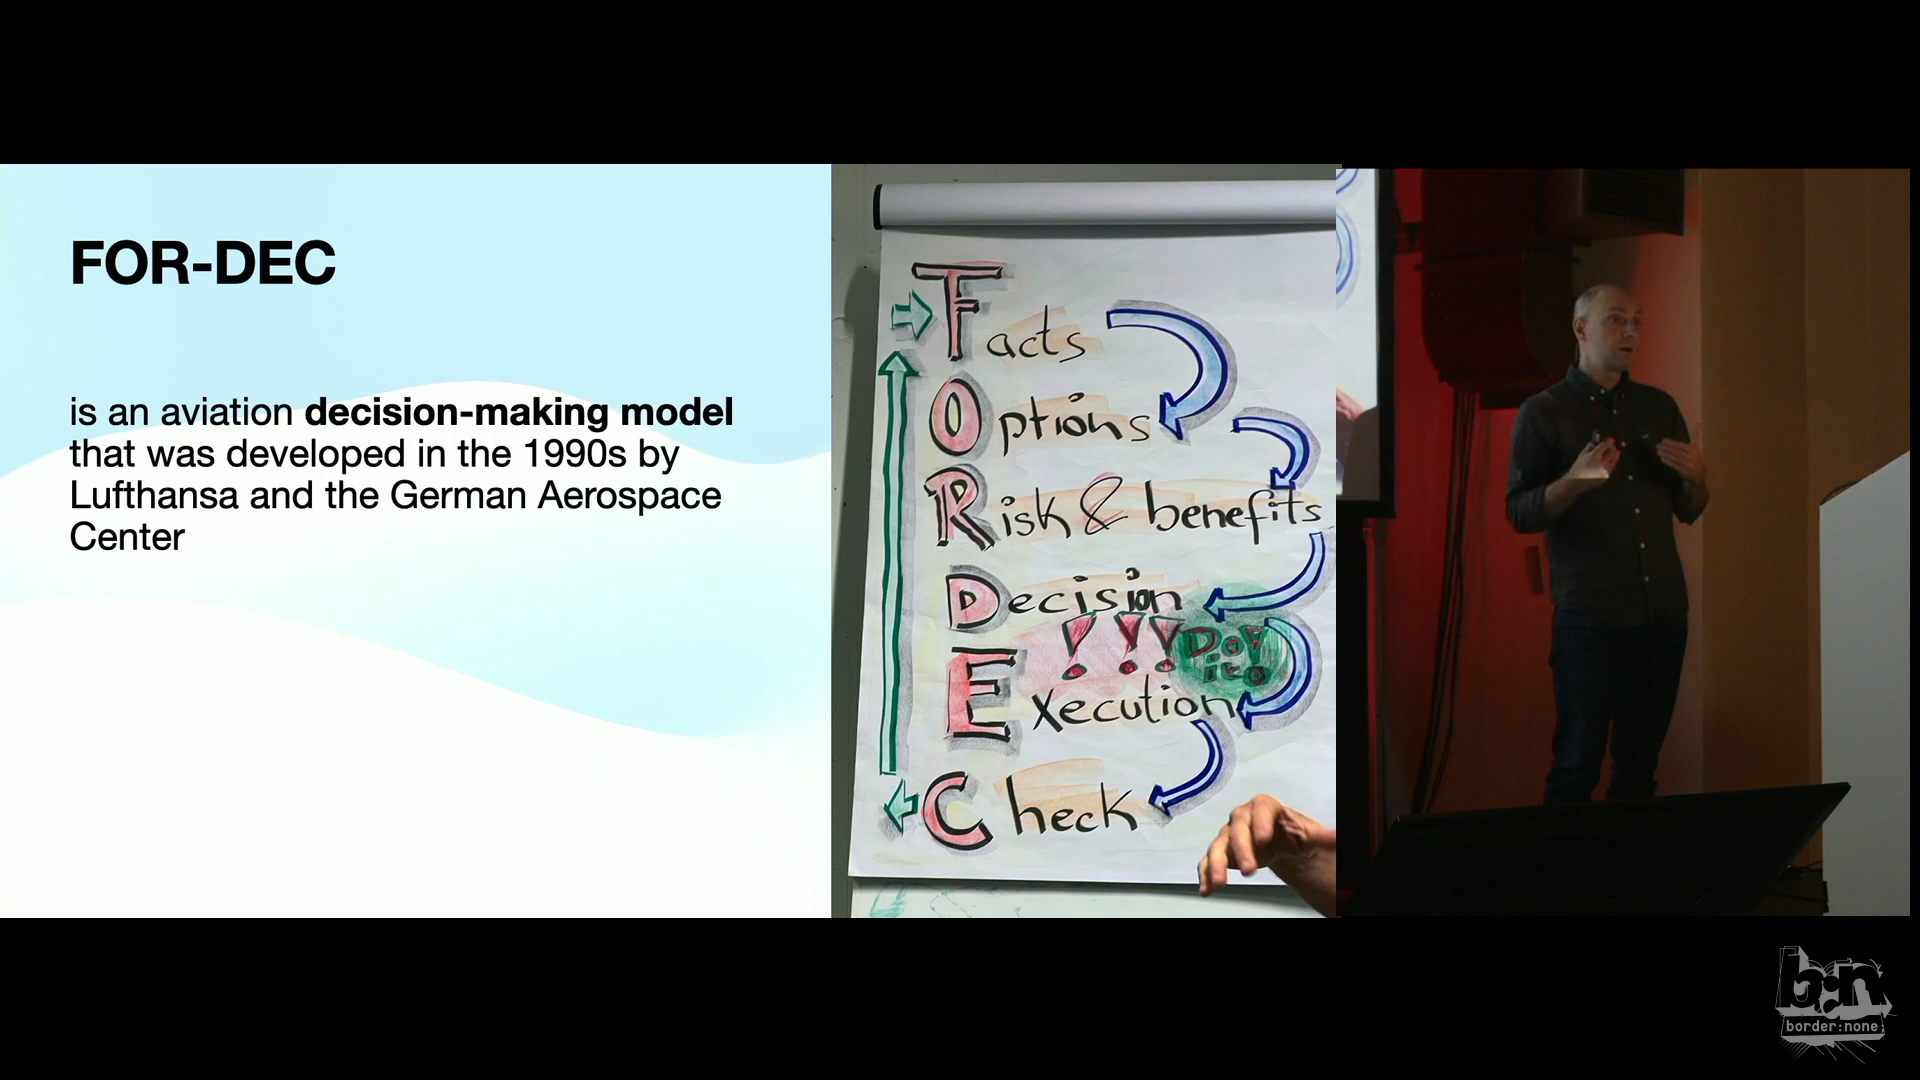 FOR-DEC
is an aviation decision-making model
that was developed in the 1990s by
Lufthansa and the German Aerospace
Center
Facts
Options
Risk & benefits
Decision
!!! Do it
Execution
Check
b:n
border:none